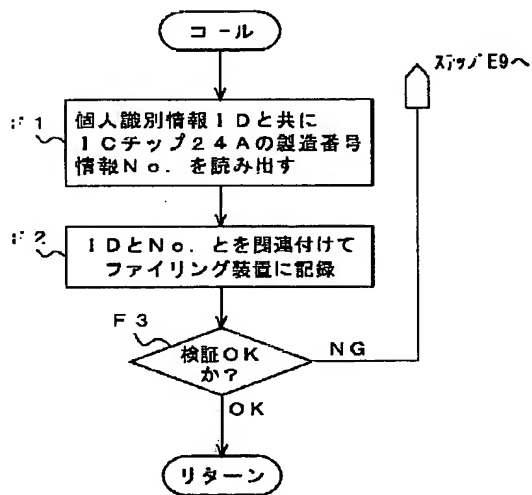 コール
ステップE9へ
F1
個人識別情報IDと共に
ICチップ24Aの製造番号
情報No.を読み出す
F2
IDとNo.とを関連付けて
ファイリング装置に記録
F3
検証OK
か?
NG
OK
リターン